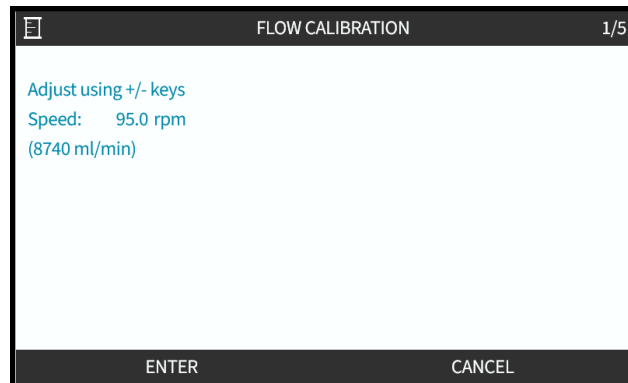 FLOW CALIBRATION 1/5
Adjust using +/- keys
Speed: 95.0 rpm
(8740 ml/min)
ENTER CANCEL